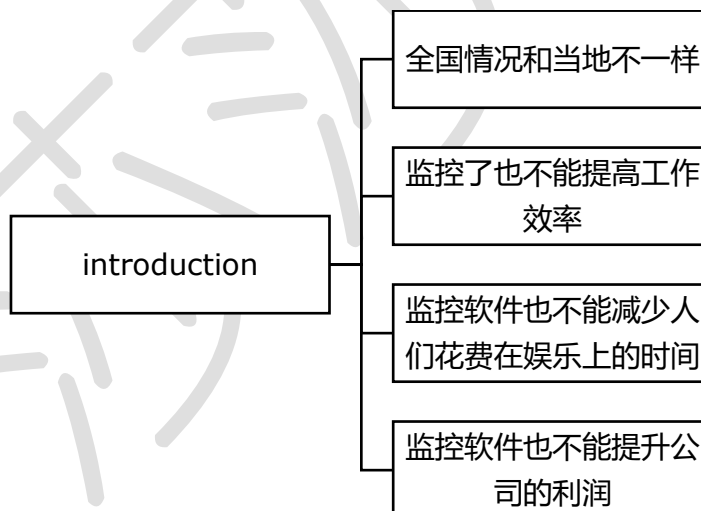 全国情况和当地不一样
监控了也不能提高工作
效率
introduction
监控软件也不能减少人
们花费在娱乐上的时间
监控软件也不能提升公
司的利润